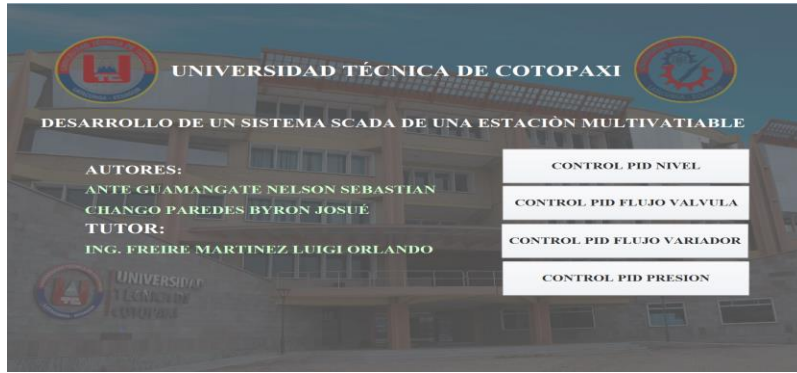 UNIVERSIDAD TÉCNICA DE COTOPAXI
DESARROLLO DE UN SISTEMA SCADA DE UNA ESTACIÒN MULTIVATIABLE
AUTORES:
ANTE GUAMANGATE NELSON SEBASTIAN
CHANGO PAREDES BYRON JOSUÉ
TUTOR:
ING. FREIRE MARTINEZ LUIGI ORLANDO
CONTROL PID NIVEL
CONTROL PID FLUJO VALVULA
CONTROL PID FLUJO VARIADOR
CONTROL PID PRESION
UNIVERSIDAD
TÉCNICA DE
COTOPAXI